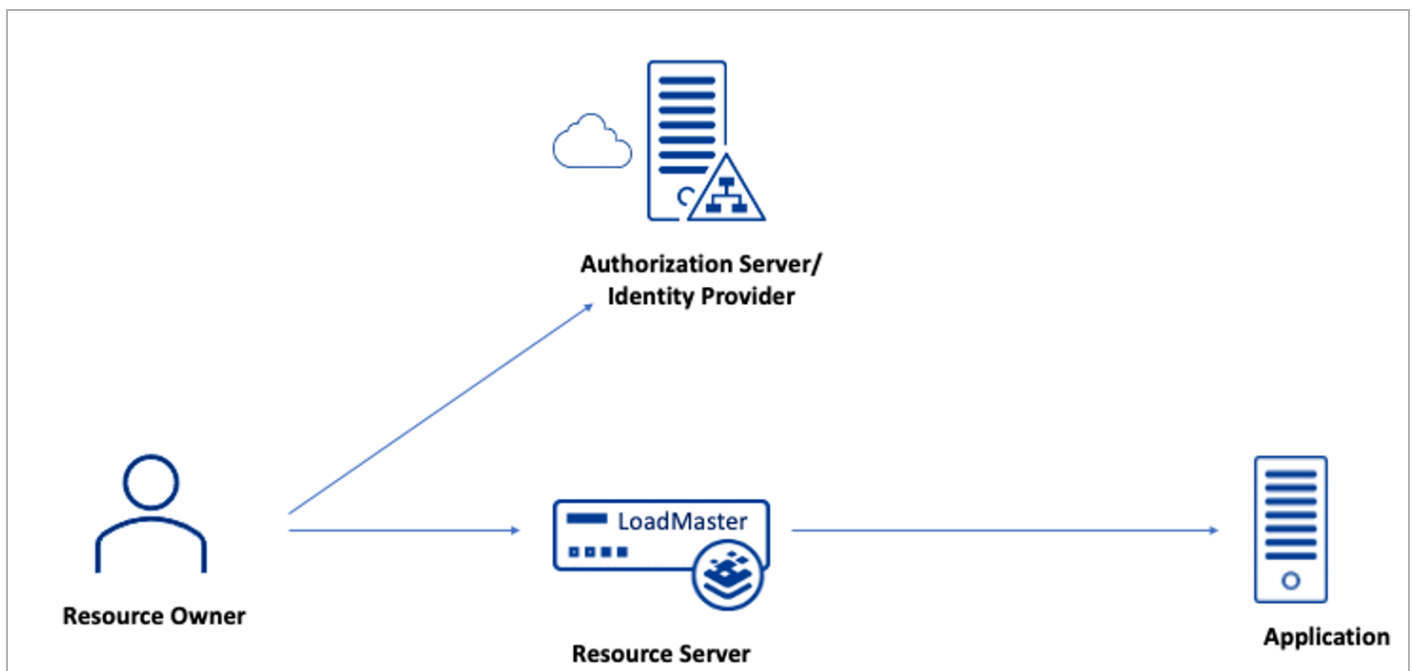 Authorization Server/
Identity Provider
LoadMaster
Resource Owner
Resource Server
Application